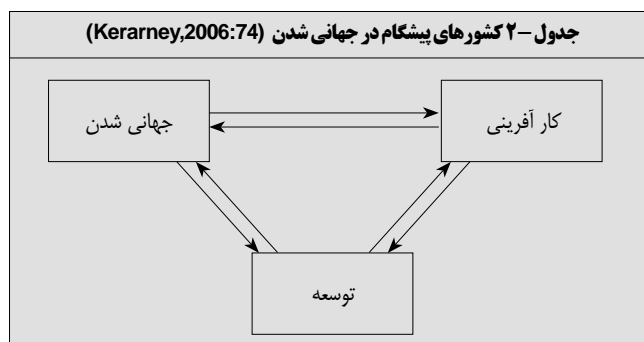 جدول -۲ کشورهای پیشگام در جهانی شدن (Kerarney,2006:74)
کار آفرینی
جهانی شدن
توسعه